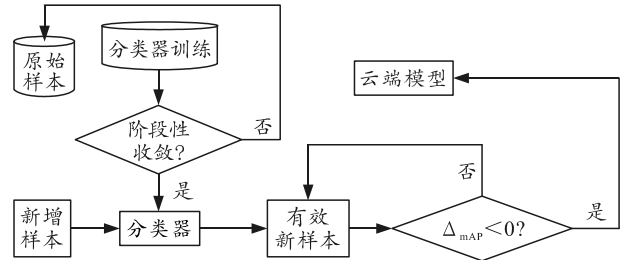 原始
样本
分类器训练
云端模型
阶段性
收敛?
否
是
否
新增
样本
分类器
有效
新样本
Δ mAP <0?
是